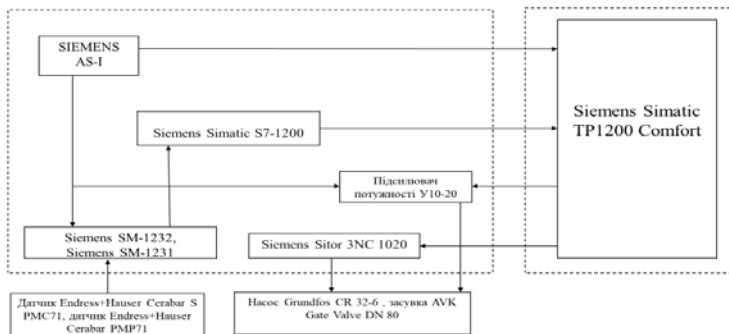 SIEMENS
AS-I
Siemens Simatic
TP1200 Comfort
Siemens Simatic S7-1200
Підсилювач
потужності У10-20
Siemens SM-1232,
Siemens SM-1231
Siemens Sitor 3NC 1020
Датчик Endress+Hauser Cerabar S
PMC71, датчик Endress+Hauser
Cerabar PMP71
Насос Grundfos CR 32-6 , засувка AVK
Gate Valve DN 80